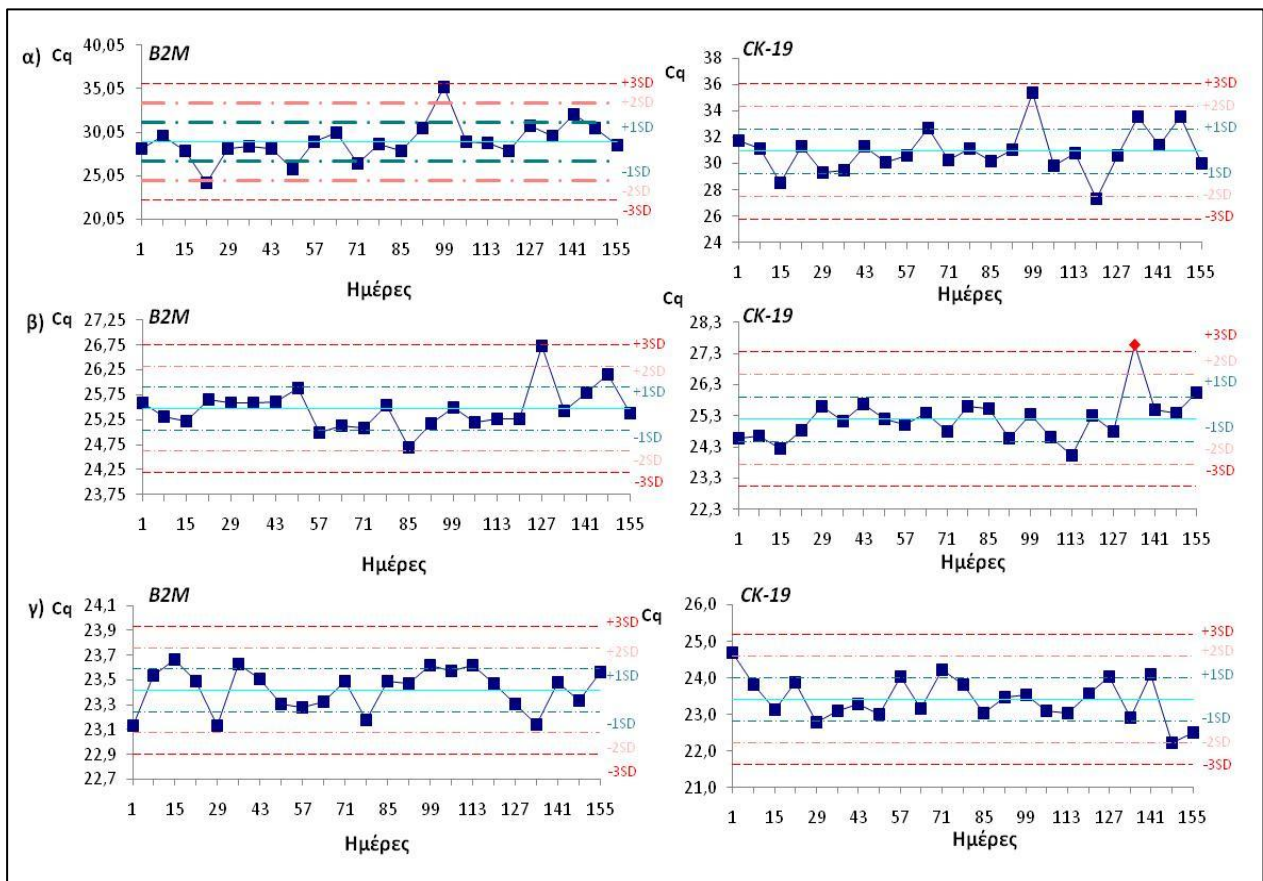 α) Cq B2M
40,05
35,05
30,05
25,05
20,05
+3SD
+2SD
+1SD
-1SD
-2SD
-3SD
1 15 29 43 57 71 85 99 113 127 141 155
Ημέρες
CK-19
Cq
38
36
34
32
30
28
26
24
+3SD
+2SD
+1SD
-1SD
-2SD
-3SD
1 15 29 43 57 71 85 99 113 127 141 155
Ημέρες
β) Cq B2M
27,25
26,75
26,25
25,75
25,25
24,75
24,25
23,75
+3SD
+2SD
+1SD
-1SD
-2SD
-3SD
1 15 29 43 57 71 85 99 113 127 141 155
Ημέρες
Cq CK-19
28,3
27,3
26,3
25,3
24,3
23,3
22,3
+3SD
+2SD
+1SD
-1SD
-2SD
-3SD
1 15 29 43 57 71 85 99 113 127 141 155
Ημέρες
γ) Cq B2M
24,1
23,9
23,7
23,5
23,3
23,1
22,9
22,7
+3SD
+2SD
+1SD
-1SD
-2SD
-3SD
1 15 29 43 57 71 85 99 113 127 141 155
Ημέρες
Cq CK-19
26,0
25,0
24,0
23,0
22,0
21,0
+3SD
+2SD
+1SD
-1SD
-2SD
-3SD
1 15 29 43 57 71 85 99 113 127 141 155
Ημέρες